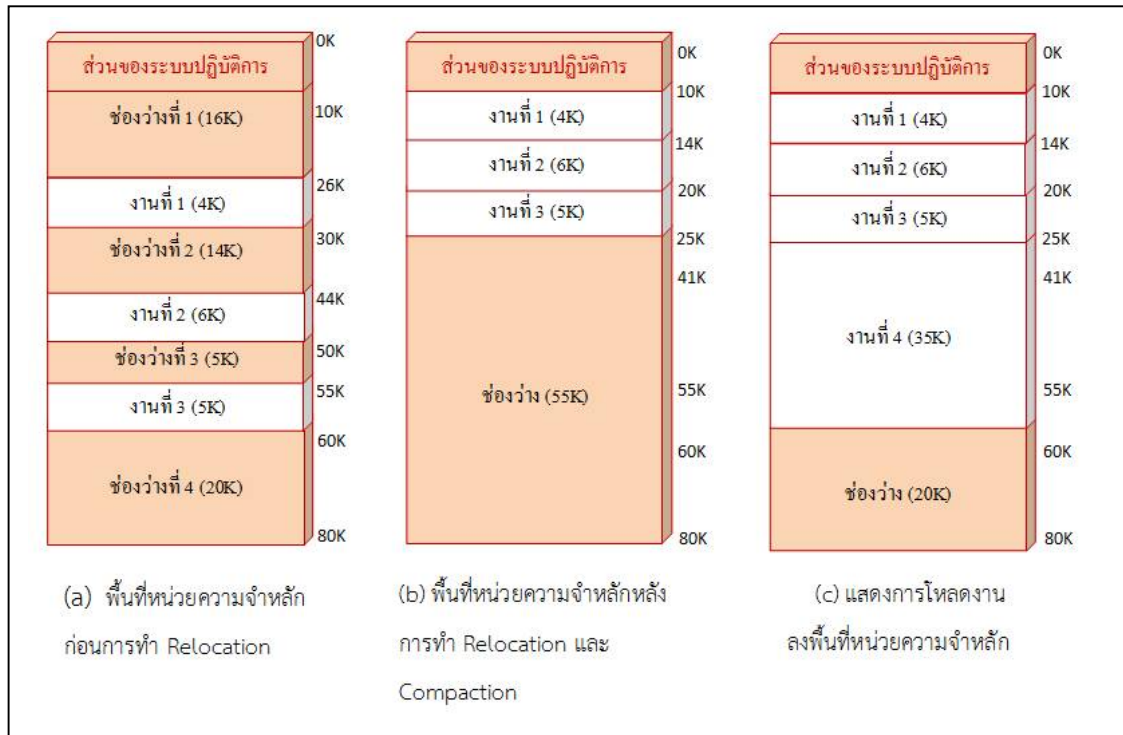 0K
ส่วนของระบบปฏิบัติการ
ช่องว่างที่ 1 (16K)
10K
26K
งานที่ 1 (4K)
30K
ช่องว่างที่ 2 (14K)
44K
งานที่ 2 (6K)
50K
ช่องว่างที่ 3 (5K)
55K
งานที่ 3 (5K)
60K
ช่องว่างที่ 4 (20K)
80K
(a) พื้นที่หน่วยความจำหลัก
ก่อนการทำ Relocation
0K
ส่วนของระบบปฏิบัติการ
10K
งานที่ 1 (4K)
14K
งานที่ 2 (6K)
20K
งานที่ 3 (5K)
25K
41K
ช่องว่าง (55K)
55K
60K
80K
(b) พื้นที่หน่วยความจำหลักหลัง
การทำ Relocation และ
Compaction
0K
ส่วนของระบบปฏิบัติการ
10K
งานที่ 1 (4K)
14K
งานที่ 2 (6K)
20K
งานที่ 3 (5K)
25K
41K
งานที่ 4 (35K)
55K
60K
ช่องว่าง (20K)
80K
(c) แสดงการโหลดงาน
ลงพื้นที่หน่วยความจำหลัก